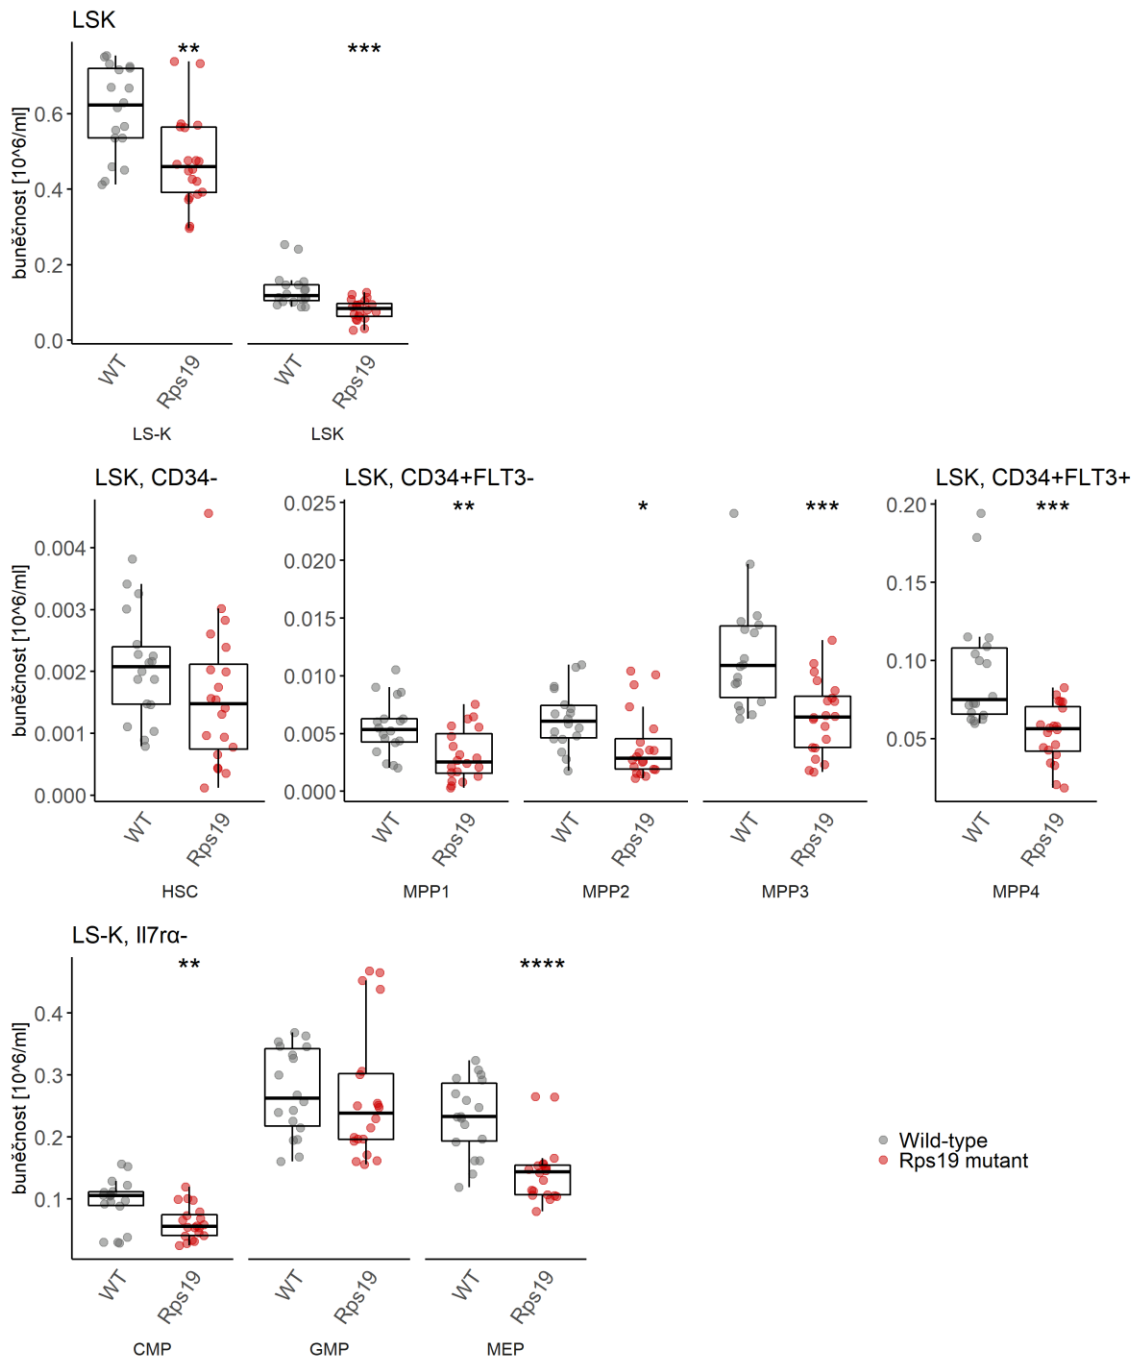 LSK
** ***
buněčnost [10^6/ml]
0.6
0.4
0.2
0.0
WT Rps19 WT Rps19
LS-K LSK
LSK, CD34- LSK, CD34+FLT3- LSK, CD34+FLT3+
** * *** ***
buněčnost [10^6/ml]
0.004
0.003
0.002
0.001
0.000
0.025
0.020
0.015
0.010
0.005
0.000
0.20
0.15
0.10
0.05
WT Rps19 WT Rps19 WT Rps19 WT Rps19 WT Rps19
HSC MPP1 MPP2 MPP3 MPP4
LS-K, Il7rα-
** ****
buněčnost [10^6/ml]
0.4
0.3
0.2
0.1
WT Rps19 WT Rps19 WT Rps19
CMP GMP MEP
Wild-type
Rps19 mutant